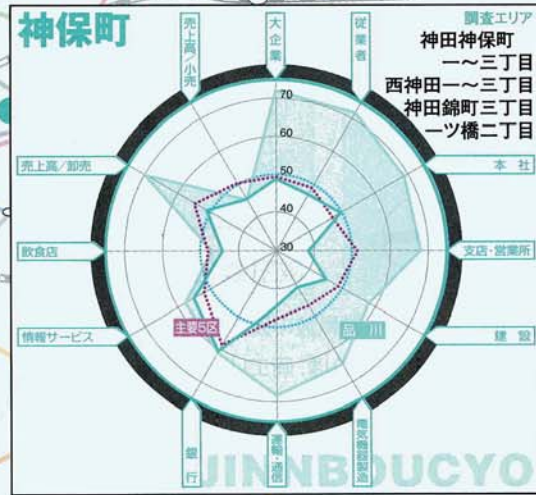 神保町
調査エリア
神田神保町
一〜三丁目
西神田一〜三丁目
神田錦町三丁目
一ツ橋二丁目
売上高/小売
大企業
従業者
本社
支店・営業所
建設
電気機器製造
運輸・通信
銀行
情報サービス
飲食店
売上高/卸売
70
60
50
40
30
主要5区
品川
JINNBOUCYO